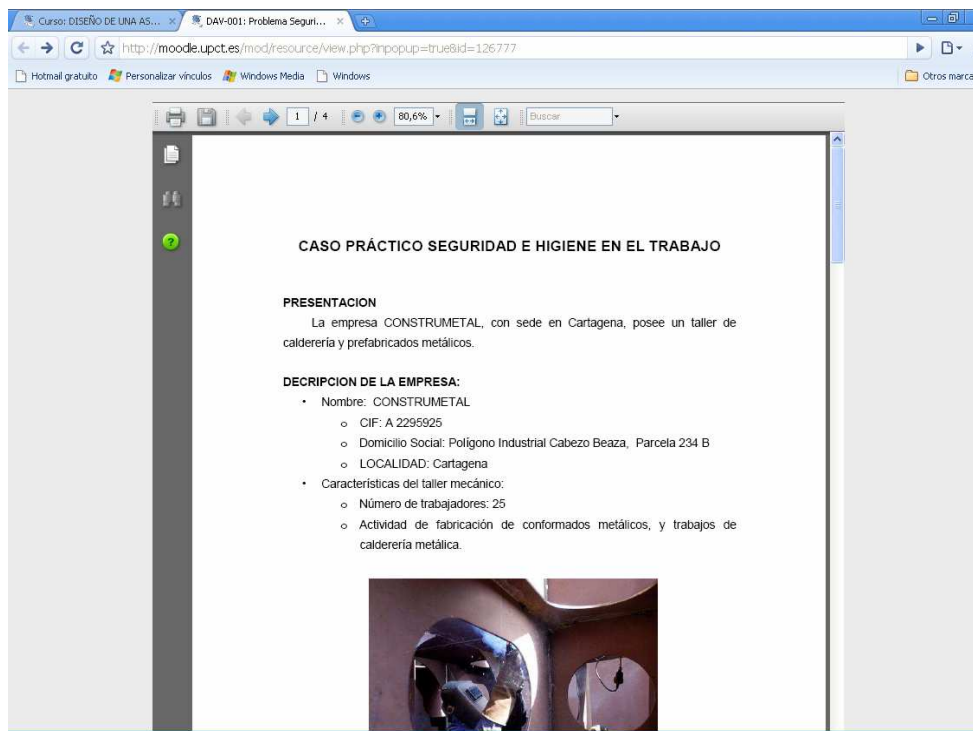 Curso: DISEÑO DE UNA AS...
DAV-001: Problema Seguri...
http://moodle.upct.es/mod/resource/view.php?inpopup=true&id=126777
Hotmail gratuito
Personalizar vínculos
Windows Media
Windows
Otros marca
1 / 4
80,6%
Buscar
CASO PRÁCTICO SEGURIDAD E HIGIENE EN EL TRABAJO
PRESENTACION
La empresa CONSTRUMETAL, con sede en Cartagena, posee un taller de
calderería y prefabricados metálicos.
DECRIPCION DE LA EMPRESA:
• Nombre: CONSTRUMETAL
o CIF: A 2295925
o Domicilio Social: Polígono Industrial Cabezo Beaza, Parcela 234 B
o LOCALIDAD: Cartagena
• Características del taller mecánico:
o Número de trabajadores: 25
o Actividad de fabricación de conformados metálicos, y trabajos de
calderería metálica.